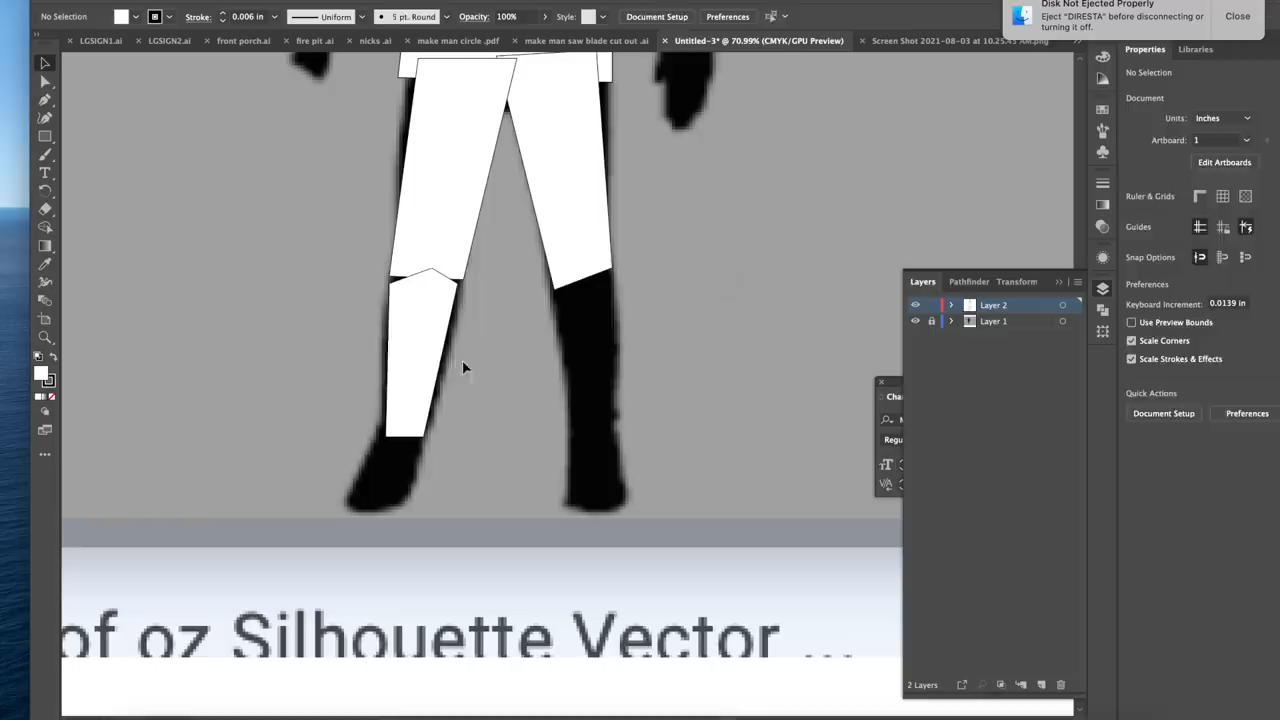 Disk Not Ejected Properly
Eject "DIRESTA" before disconnecting or
turning it off.
Close
No Selection
Stroke:
0.006 in
Uniform
5 pt. Round
Opacity:
100%
Style:
Document Setup
Preferences
LGSIGN1.ai
LGSIGN2.ai
front porch.ai
fire pit .ai
nicks .ai
make man circle .pdf
make man saw blade cut out .ai
Untitled-3* @ 70.99% (CMYK/GPU Preview)
Screen Shot 2021-08-03 at 10.25.45 AM.png
Properties
Libraries
No Selection
Document
Units:
Inches
Artboard:
1
Edit Artboards
Ruler & Grids
Guides
Snap Options
Preferences
Keyboard Increment:
0.0139 in
Use Preview Bounds
Scale Corners
Scale Strokes & Effects
Quick Actions
Document Setup
Preferences
Layers
Pathfinder
Transform
Layer 2
Layer 1
Cha
Regu
2 Layers
of oz Silhouette Vector ...